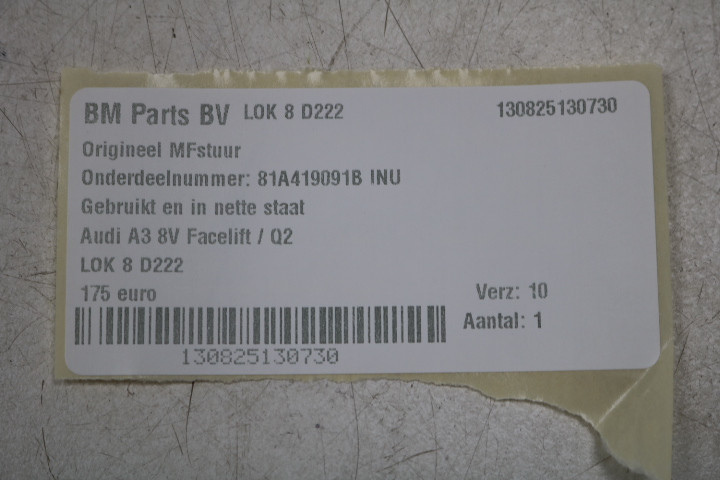 BM Parts BV LOK 8 D222 130825130730
Origineel MFstuur
Onderdeelnummer: 81A419091B INU
Gebruikt en in nette staat
Audi A3 8V Facelift / Q2
LOK 8 D222
175 euro Verz: 10
Aantal: 1
130825130730